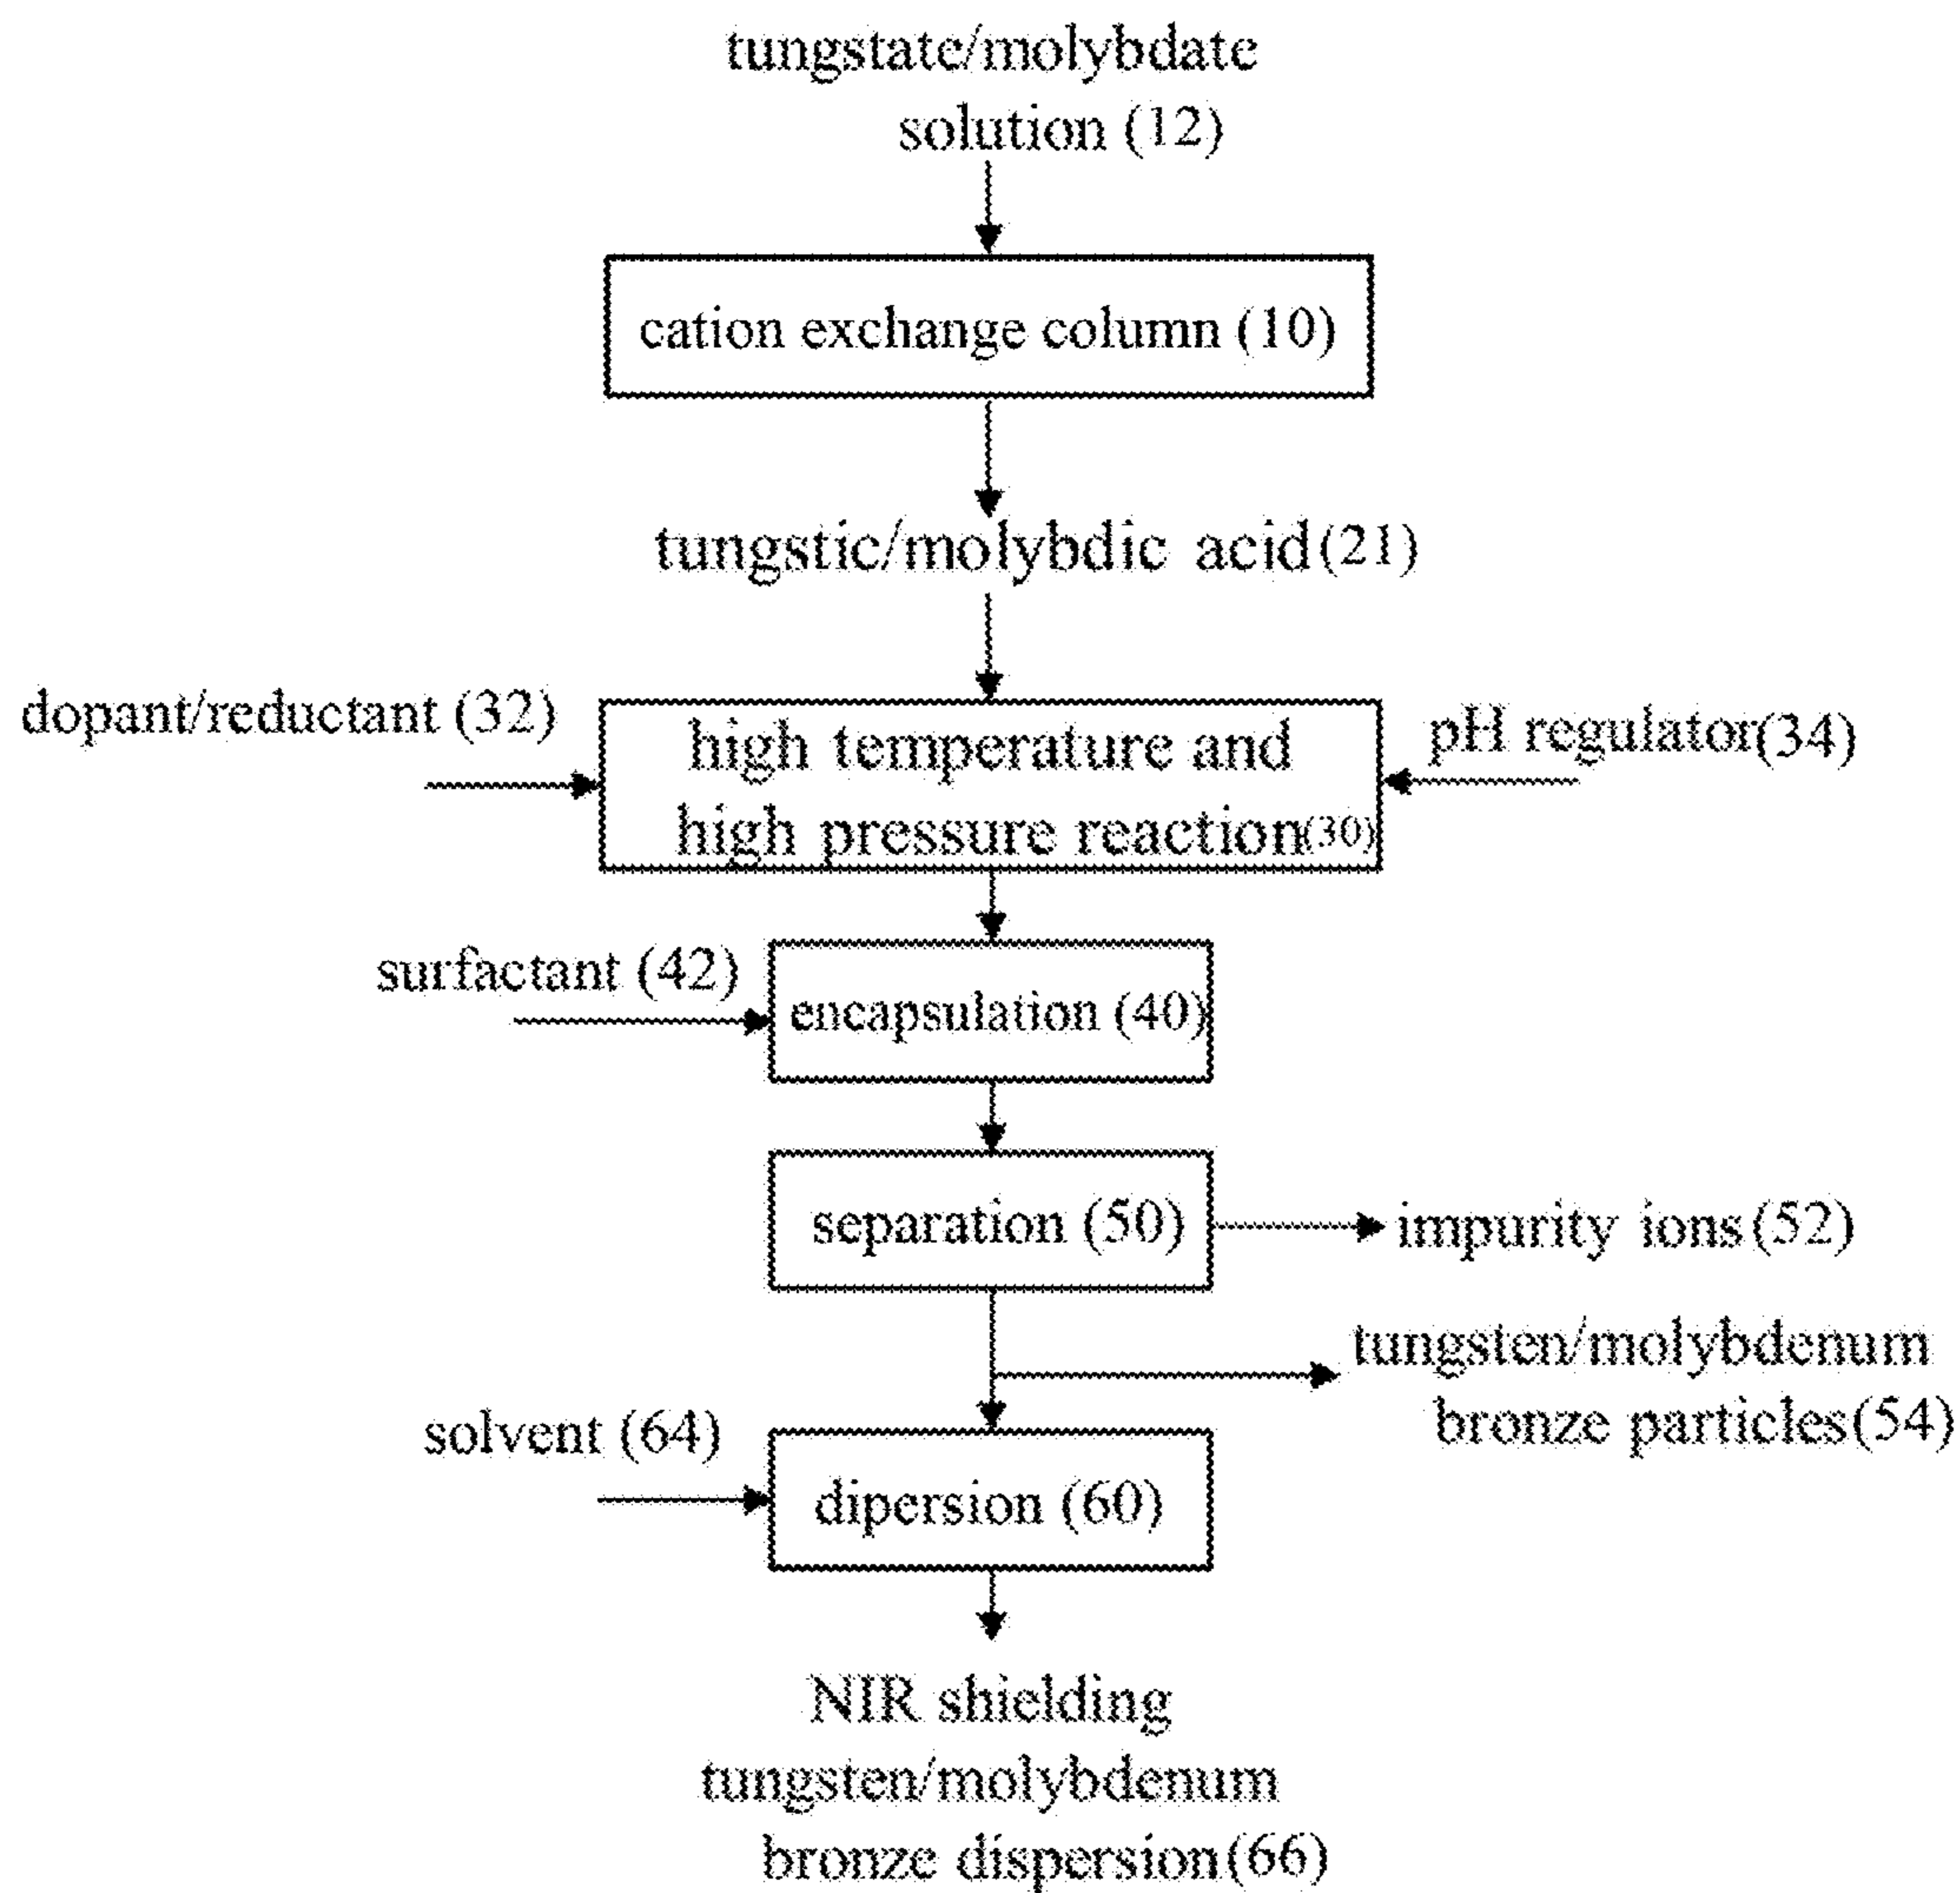 tungstate/molybdate
solution (12)
cation exchange column (10)
tungstic/molybdic acid(21)
dopant/reductant (32)
high temperature and
high pressure reaction(30)
pH regulator(34)
surfactant (42)
encapsulation (40)
separation (50)
impurity ions(52)
tungsten/molybdenum
bronze particles(54)
solvent (64)
dipersion (60)
NIR shielding
tungsten/molybdenum
bronze dispersion(66)